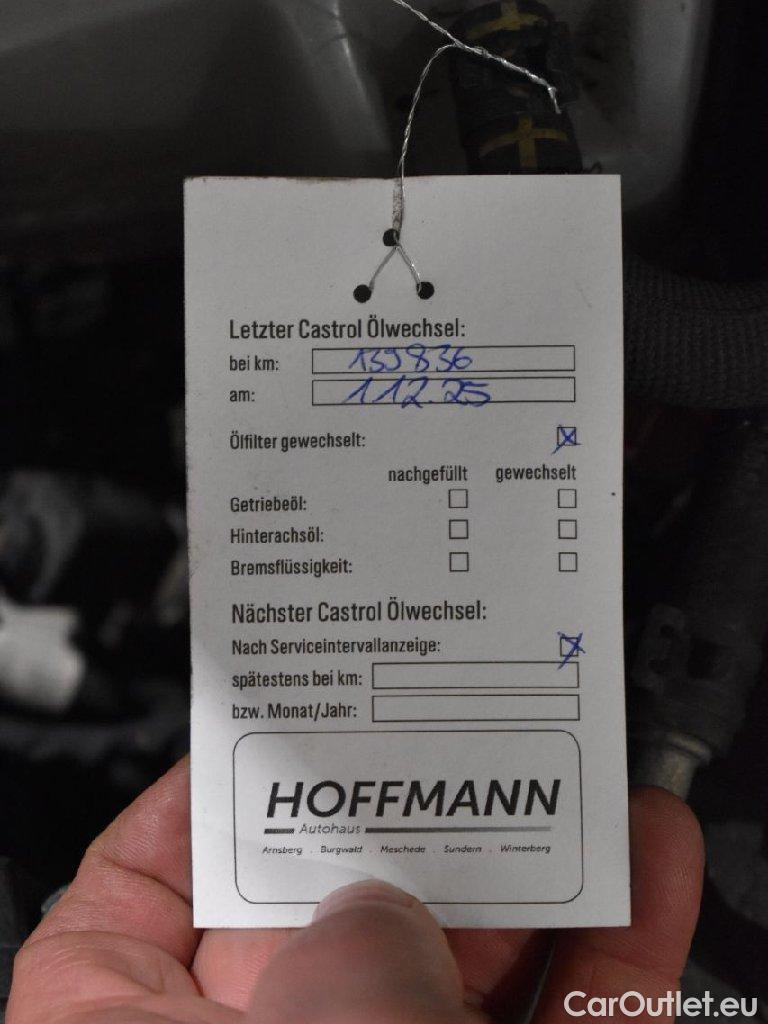 Letzter Castrol Ölwechsel:
bei km: 139836
am: 1 12.25
Ölfilter gewechselt:
nachgefüllt gewechselt
Getriebeöl:
Hinterachsöl:
Bremsflüssigkeit:
Nächster Castrol Ölwechsel:
Nach Serviceintervallanzeige:
spätestens bei km:
bzw. Monat/Jahr:
HOFFMANN
Autohaus
Arnsberg . Burgwald . Meschede . Sundern . Winterberg
CarOutlet.eu